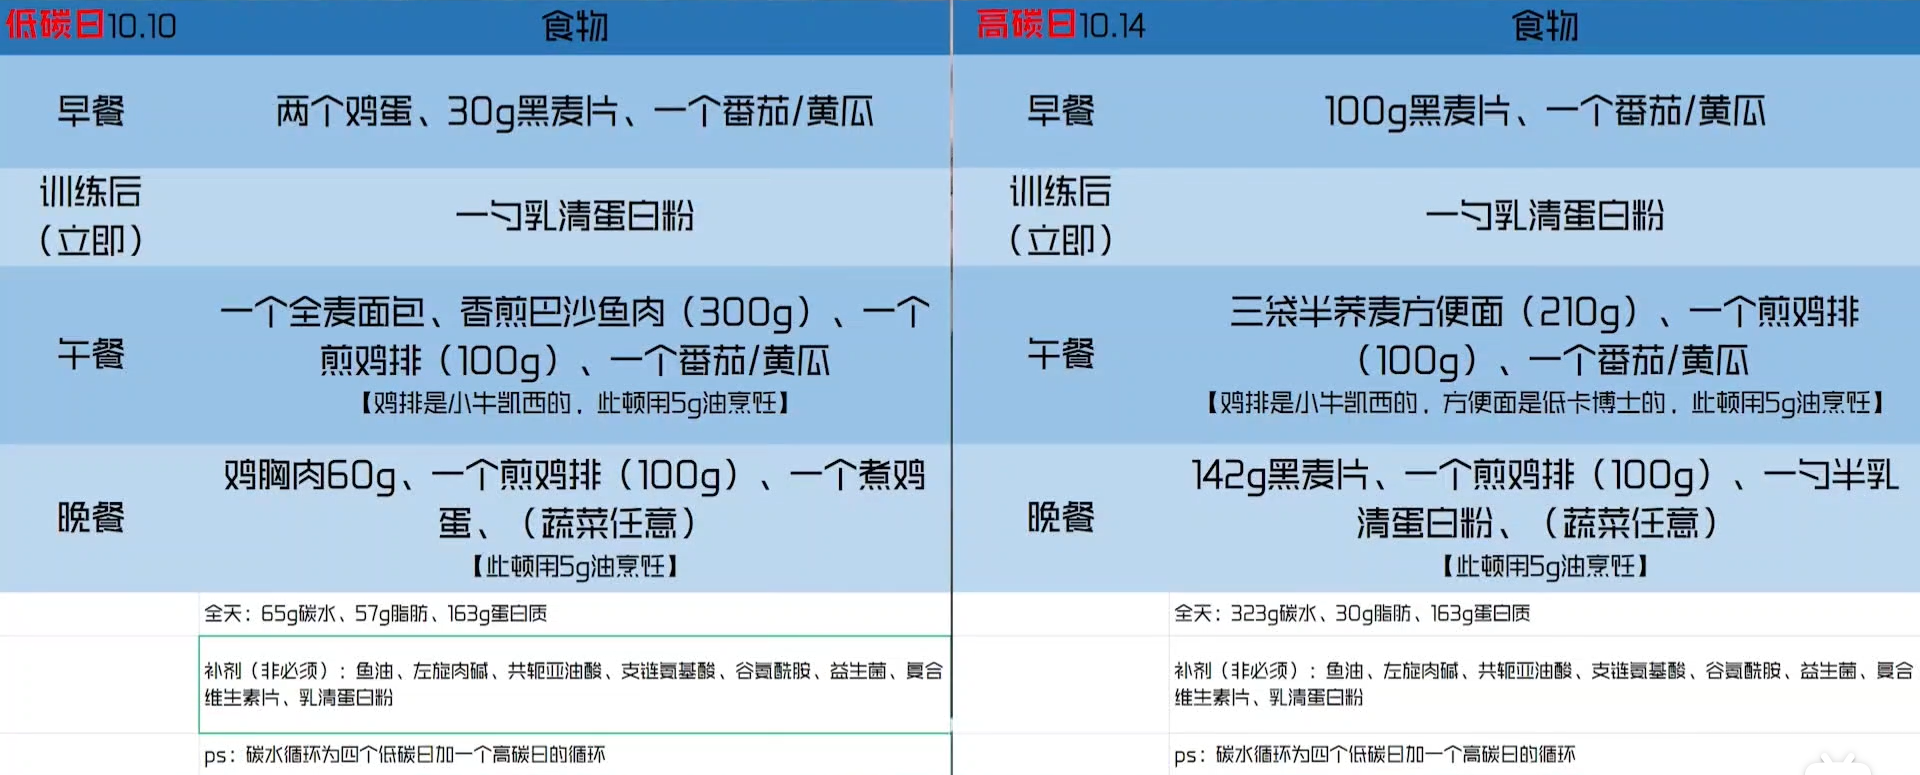 低碳日10.10 食物
早餐 两个鸡蛋、30g黑麦片、一个番茄/黄瓜
训练后
（立即）
一勺乳清蛋白粉
午餐
一个全麦面包、香煎巴沙鱼肉（300g）、一个
煎鸡排（100g）、一个番茄/黄瓜
【鸡排是小牛凯西的，此顿用5g油烹饪】
晚餐
鸡胸肉60g、一个煎鸡排（100g）、一个煮鸡
蛋、（蔬菜任意）
【此顿用5g油烹饪】
全天：65g碳水、57g脂肪、163g蛋白质
补剂（非必须）：鱼油、左旋肉碱、共轭亚油酸、支链氨基酸、谷氨酰胺、益生菌、复合
维生素片、乳清蛋白粉
ps：碳水循环为四个低碳日加一个高碳日的循环
高碳日10.14 食物
早餐 100g黑麦片、一个番茄/黄瓜
训练后
（立即）
一勺乳清蛋白粉
午餐
三袋半荞麦方便面（210g）、一个煎鸡排
（100g）、一个番茄/黄瓜
【鸡排是小牛凯西的，方便面是低卡博士的，此顿用5g油烹饪】
晚餐
142g黑麦片、一个煎鸡排（100g）、一勺半乳
清蛋白粉、（蔬菜任意）
【此顿用5g油烹饪】
全天：323g碳水、30g脂肪、163g蛋白质
补剂（非必须）：鱼油、左旋肉碱、共轭亚油酸、支链氨基酸、谷氨酰胺、益生菌、复合
维生素片、乳清蛋白粉
ps：碳水循环为四个低碳日加一个高碳日的循环